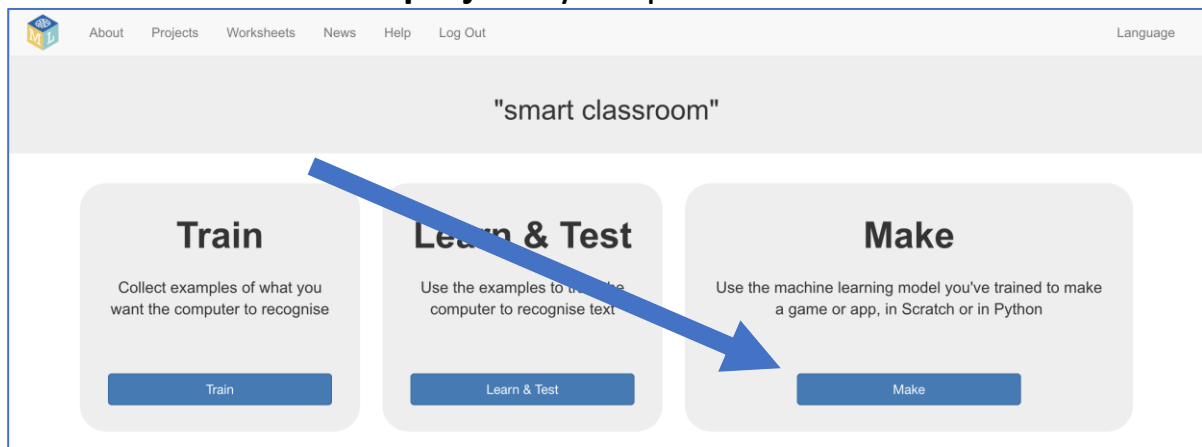 About Projects Worksheets News Help Log Out Language
"smart classroom"
Train
Collect examples of what you
want the computer to recognise
Train
Learn & Test
Use the examples to the
computer to recognise text
Learn & Test
Make
Use the machine learning model you've trained to make
a game or app, in Scratch or in Python
Make